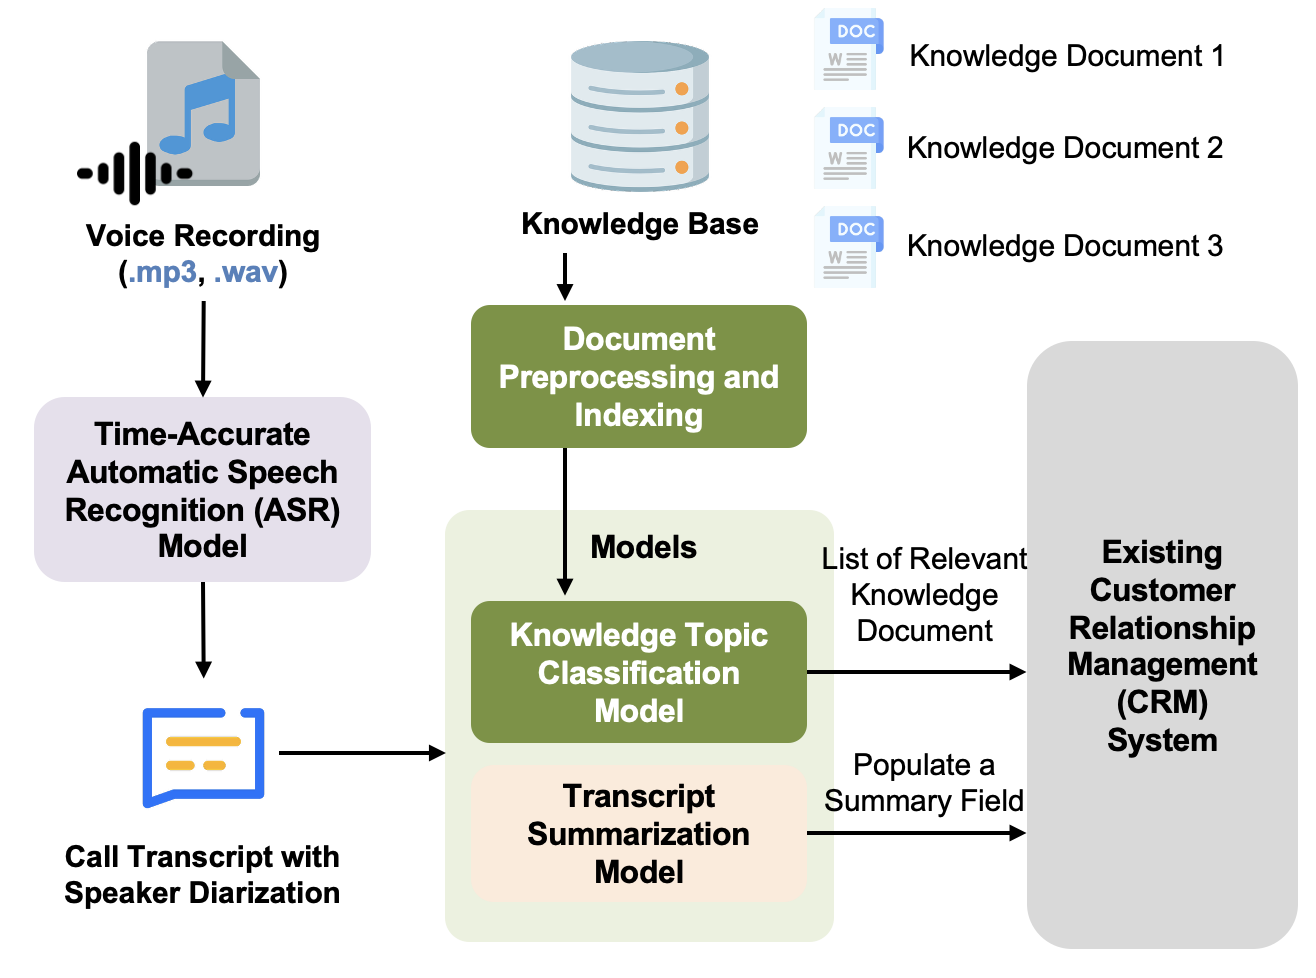 DOC
W
Knowledge Document 1
DOC
W
Knowledge Document 2
DOC
W
Knowledge Document 3
Voice Recording
(.mp3, .wav)
Knowledge Base
Document
Preprocessing and
Indexing
Time-Accurate
Automatic Speech
Recognition (ASR)
Model
Models
Knowledge Topic
Classification
Model
List of Relevant
Knowledge
Document
Existing
Customer
Relationship
Management
(CRM)
System
Transcript
Summarization
Model
Populate a
Summary Field
Call Transcript with
Speaker Diarization